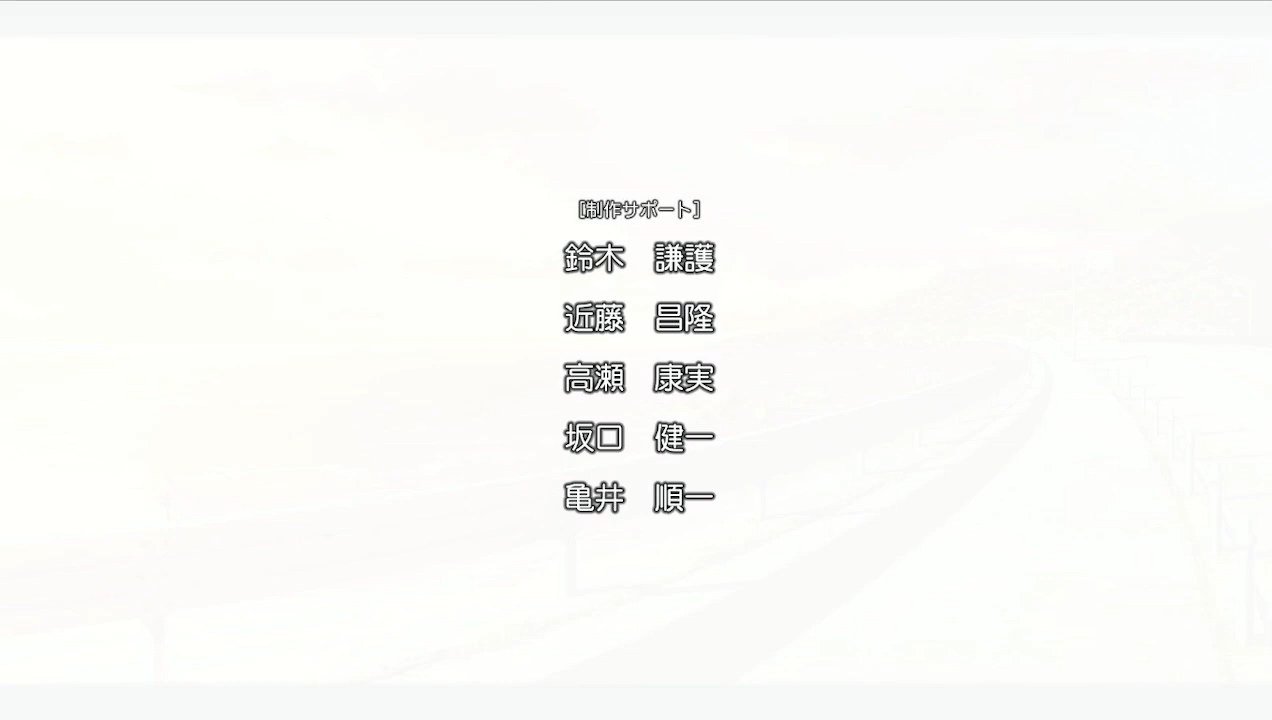 [制作サポート]
鈴木　謙護
近藤　昌隆
高瀬　康実
坂口　健一
亀井　順一